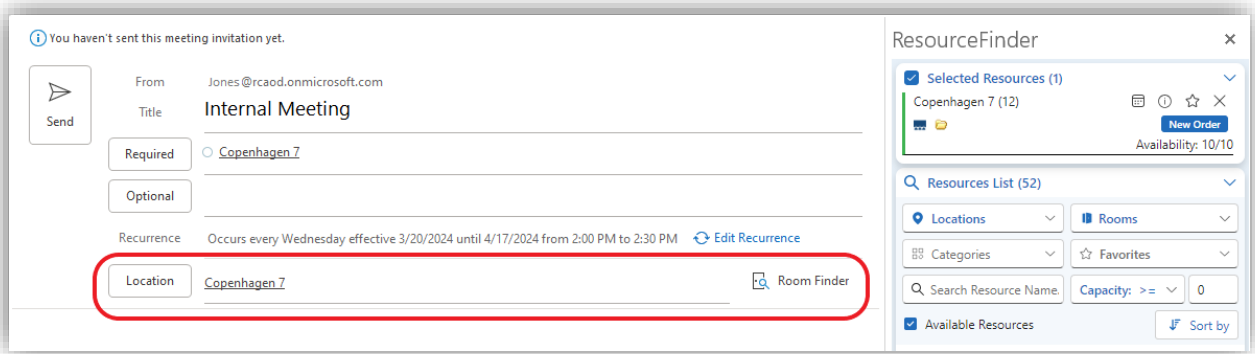 You haven't sent this meeting invitation yet.
Send
From Jones@rcaod.onmicrosoft.com
Title Internal Meeting
Required Copenhagen 7
Optional
Recurrence Occurs every Wednesday effective 3/20/2024 until 4/17/2024 from 2:00 PM to 2:30 PM Edit Recurrence
Location Copenhagen 7 Room Finder
ResourceFinder
Selected Resources (1)
Copenhagen 7 (12)
New Order
Availability: 10/10
Resources List (52)
Locations Rooms
Categories Favorites
Search Resource Name. Capacity: >= 0
Available Resources Sort by